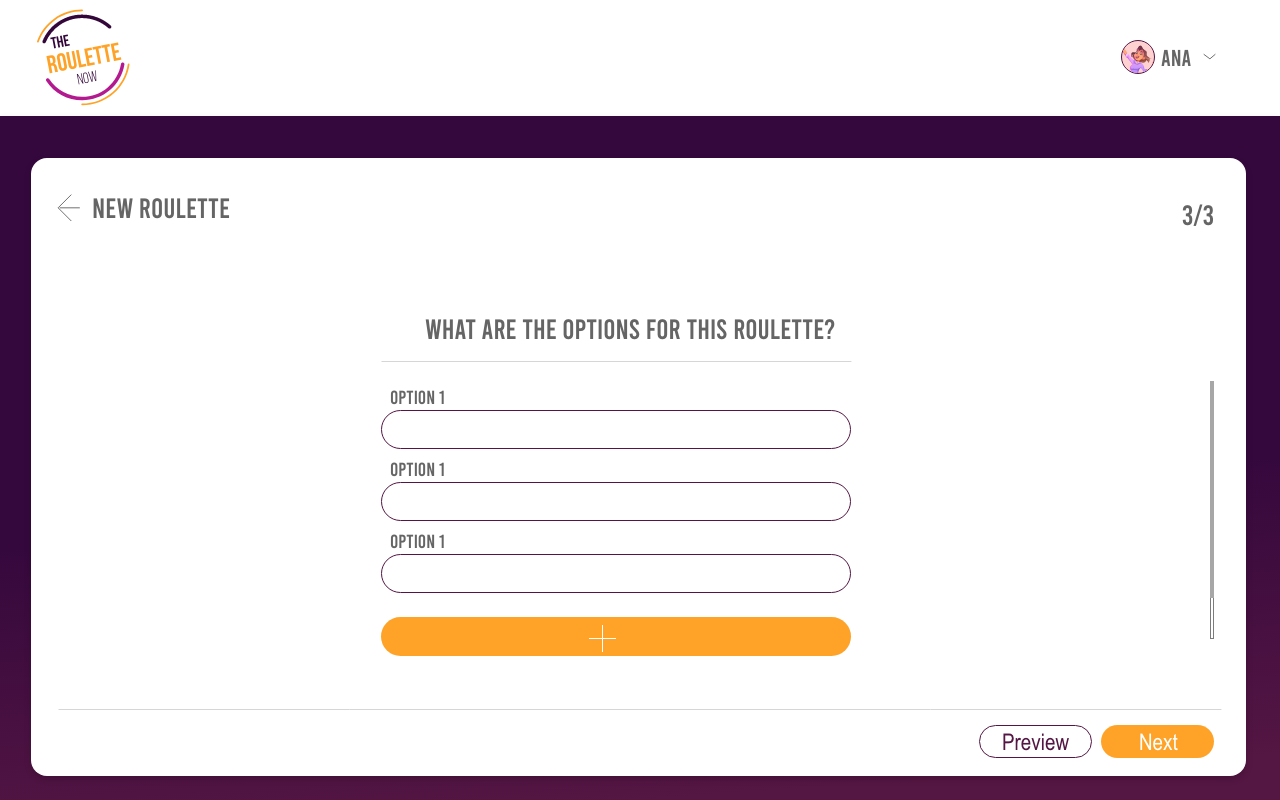 THE
ROULETTE
NOW
ANA
NEW ROULETTE
3/3
WHAT ARE THE OPTIONS FOR THIS ROULETTE?
OPTION 1
OPTION 1
OPTION 1
Preview
Next